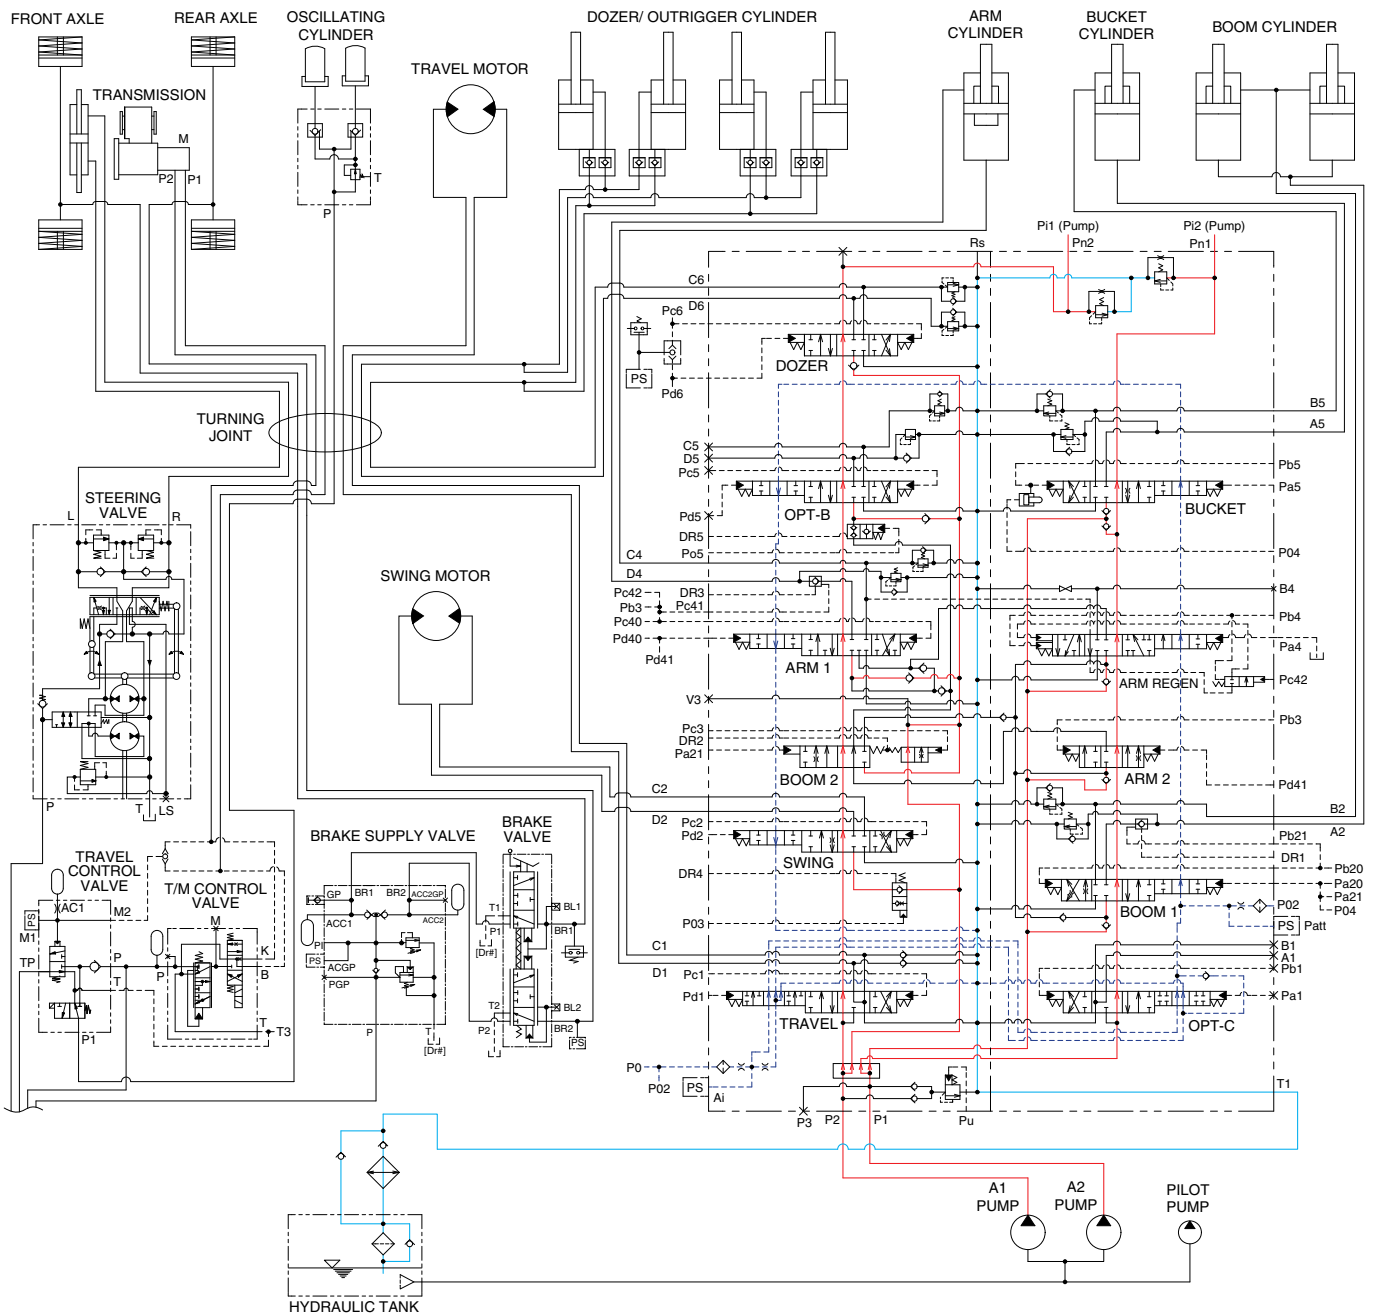 FRONT AXLE
REAR AXLE
OSCILLATING
CYLINDER
DOZER/ OUTRIGGER CYLINDER
ARM
CYLINDER
BUCKET
CYLINDER
BOOM CYLINDER
TRAVEL MOTOR
TRANSMISSION
M
P2
P1
T
P
Pi1 (Pump)
Pn2
Pi2 (Pump)
Pn1
Rs
C6
D6
Pc6
PS
Pd6
DOZER
TURNING
JOINT
B5
A5
C5
D5
Pc5
Pb5
Pa5
STEERING
VALVE
L
R
Pd5
OPT-B
BUCKET
DR5
Po5
P04
C4
D4
SWING MOTOR
Pc42
Pb3
Pc40
Pd40
Pd41
DR3
Pc41
B4
Pb4
Pa4
ARM 1
ARM REGEN
Pc42
V3
Pc3
DR2
Pa21
Pb3
BOOM 2
ARM 2
Pd41
P
T
LS
C2
D2
Pc2
Pd2
B2
A2
Pb21
DR1
SWING
BRAKE SUPPLY VALVE
BRAKE
VALVE
TRAVEL
CONTROL
VALVE
T/M CONTROL
VALVE
DR4
Pb20
Pa20
Pa21
P04
BOOM 1
P02
PS
Patt
P03
AC1
PS
M1
M2
M
K
B
TP
P
T
P
T
T3
P1
GP
BR1
BR2
ACC2GP
ACC1
ACC2
PI
PS
ACGP
PGP
P
T
[Dr#]
T1
P1
[Dr#]
BL1
BR1
T2
P2
BL2
BR2
PS
C1
D1
Pc1
Pd1
B1
A1
Pb1
Pa1
TRAVEL
OPT-C
P0
P02
PS
Ai
T1
P3
P2
P1
Pu
A1
PUMP
A2
PUMP
PILOT
PUMP
HYDRAULIC TANK